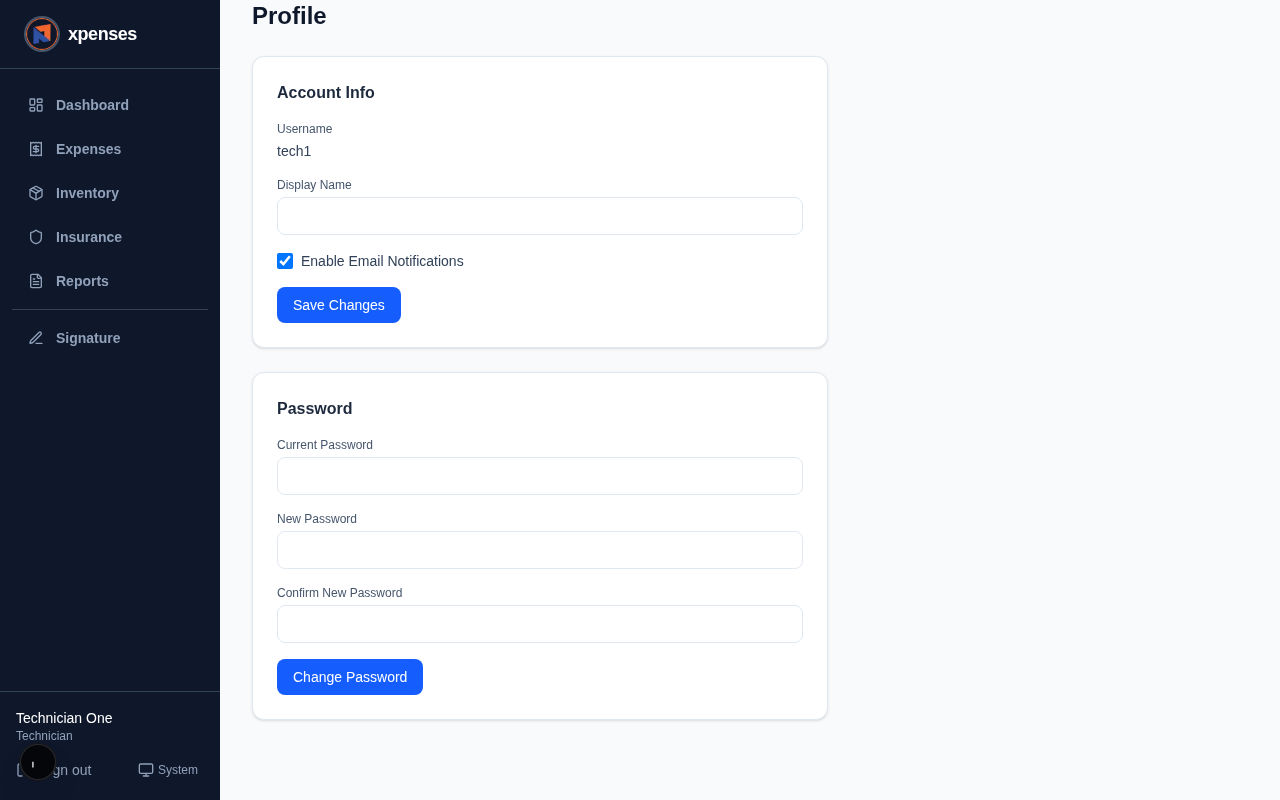 xpenses
Dashboard
Expenses
Inventory
Insurance
Reports
Signature
Technician One
Technician
gn out
System
Profile
Account Info
Username
tech1
Display Name
Enable Email Notifications
Save Changes
Password
Current Password
New Password
Confirm New Password
Change Password